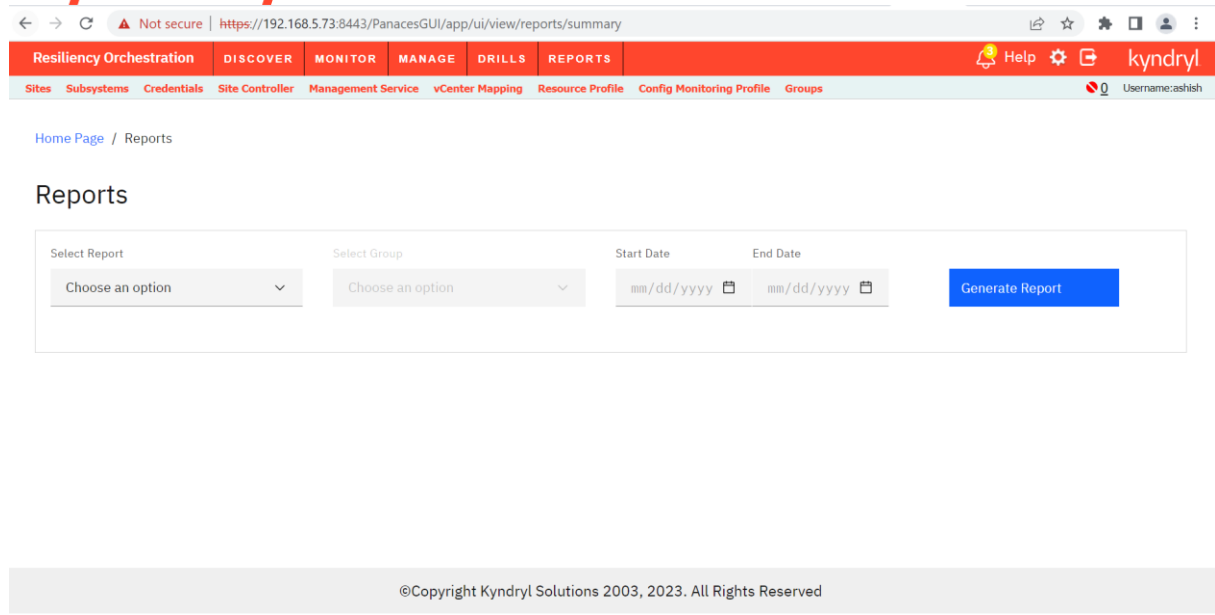 Not secure | https://192.168.5.73:8443/PanacesGUI/app/ui/view/reports/summary
Resiliency Orchestration DISCOVER MONITOR MANAGE DRILLS REPORTS 3 Help kyndryl
Sites Subsystems Credentials Site Controller Management Service vCenter Mapping Resource Profile Config Monitoring Profile Groups 0 Username:ashish
Home Page / Reports
Reports
Select Report Select Group Start Date End Date
Choose an option Choose an option mm/dd/yyyy mm/dd/yyyy Generate Report
©Copyright Kyndryl Solutions 2003, 2023. All Rights Reserved